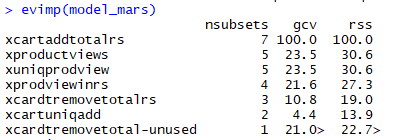 > evimp(model_mars)
nsubsets gcv rss
xcartaddtotalrs 7 100.0 100.0
xproductviews 5 23.5 30.6
xuniqprodview 5 23.5 30.6
xprodviewinrs 4 21.6 27.3
xcardtremovetotalrs 3 10.8 19.0
xcartuniqadd 2 4.4 13.9
xcardtremovetotal-unused 1 21.0> 22.7>